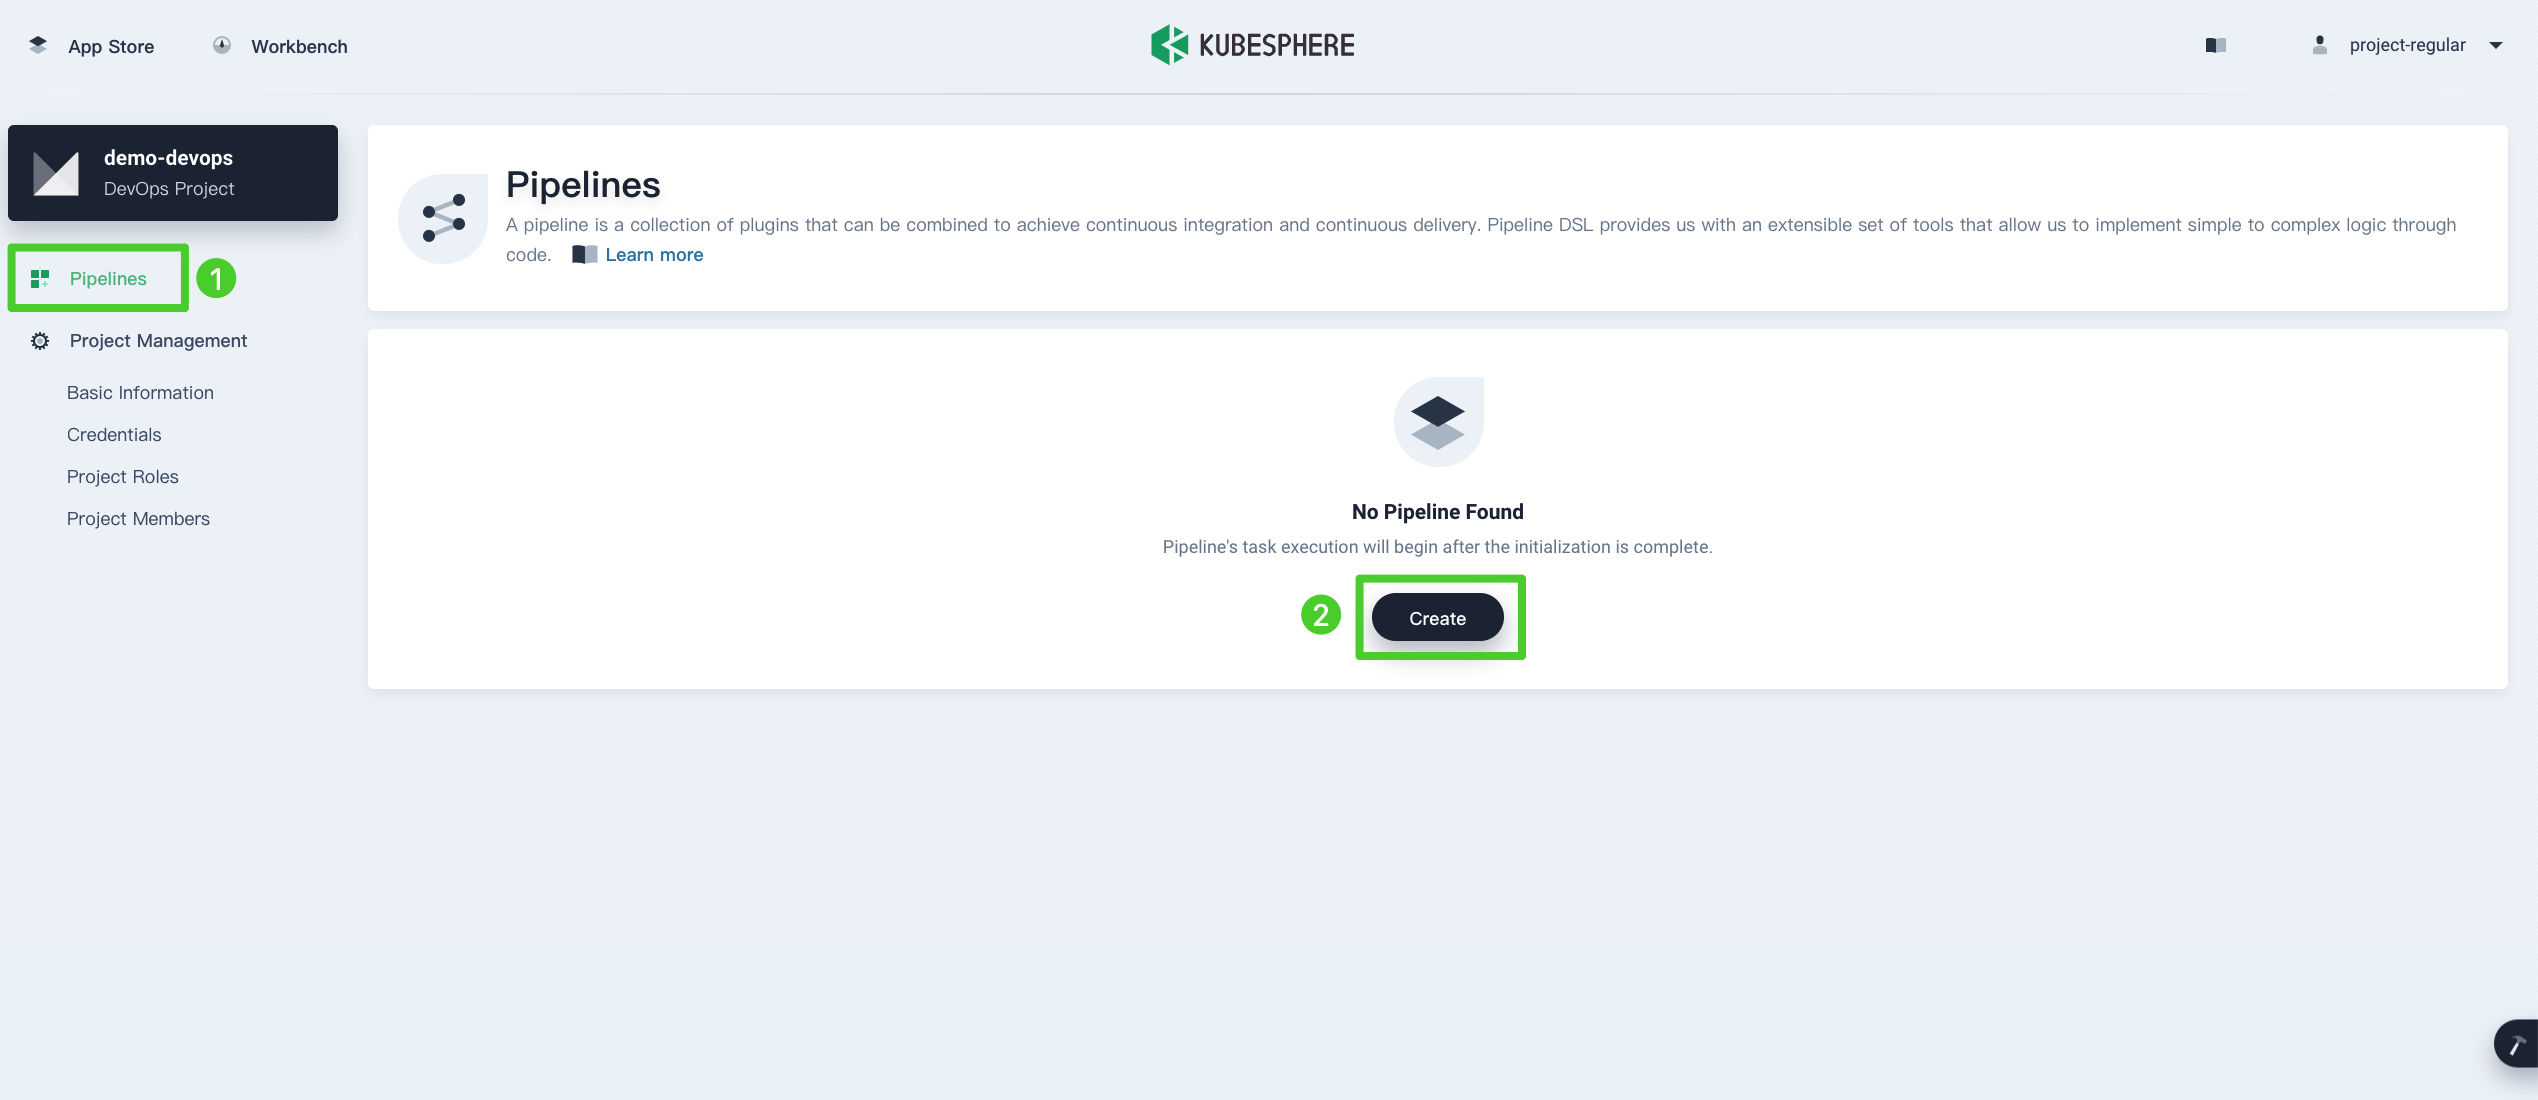 App Store
Workbench
KUBESPHERE
project-regular
demo-devops
DevOps Project
Pipelines
1
Project Management
Basic Information
Credentials
Project Roles
Project Members
Pipelines
A pipeline is a collection of plugins that can be combined to achieve continuous integration and continuous delivery. Pipeline DSL provides us with an extensible set of tools that allow us to implement simple to complex logic through
code. Learn more
No Pipeline Found
Pipeline's task execution will begin after the initialization is complete.
2
Create